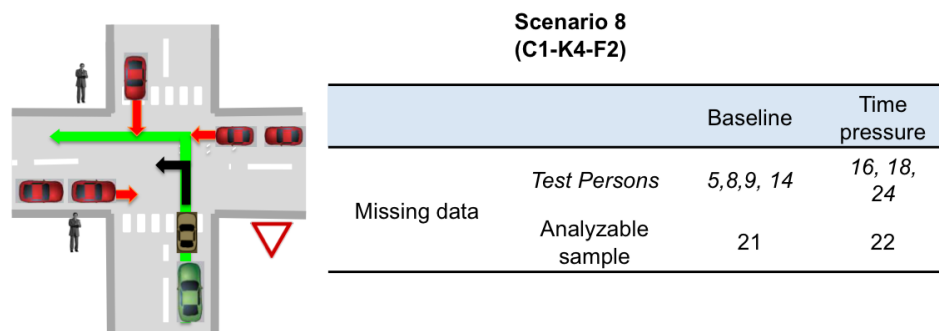 Scenario 8
(C1-K4-F2)
Baseline
Time
pressure
Missing data
Test Persons
5,8,9, 14
16, 18,
24
Analyzable
sample
21
22